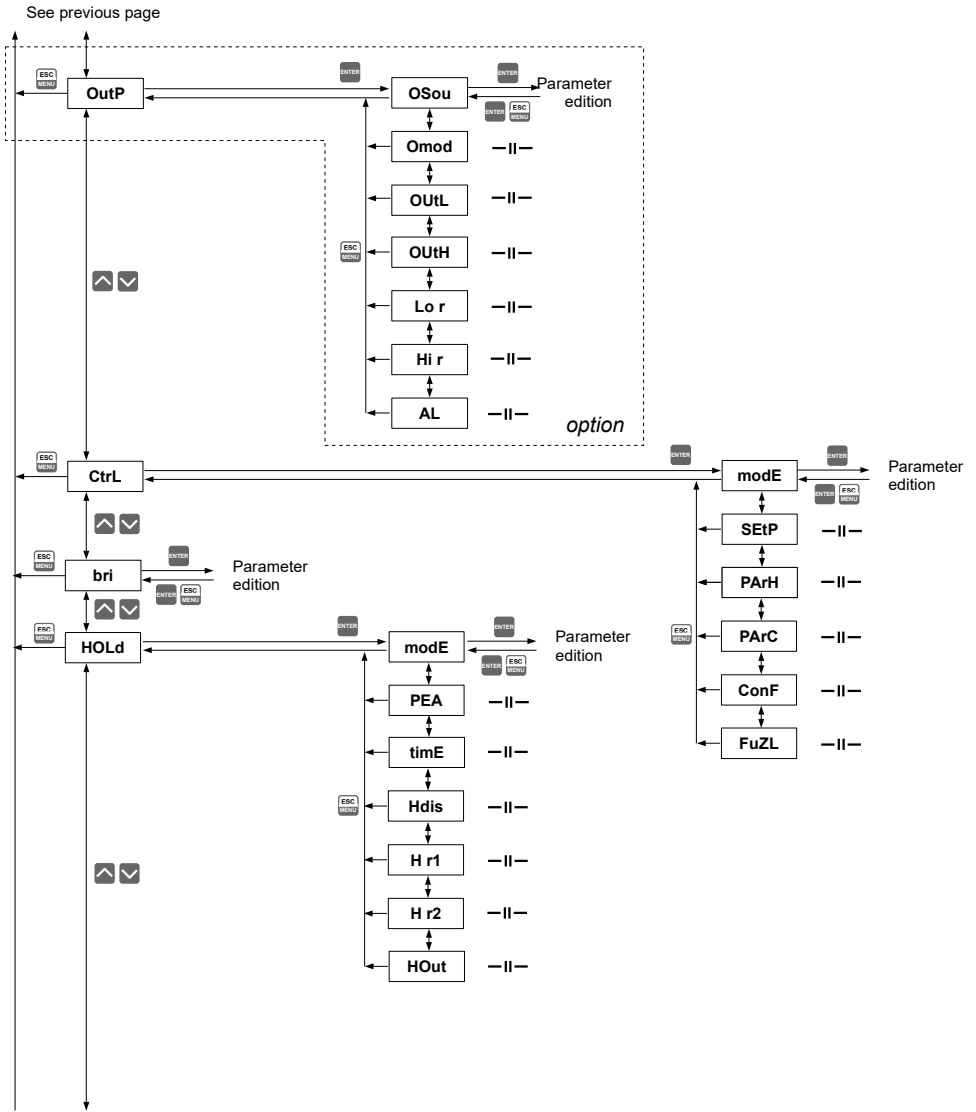 See previous page
ESC
MENU
OutP
ENTER
OSou
ENTER
ENTER
ESC
MENU
Parameter
edition
Omod
—II—
OUtL
—II—
ESC
MENU
OUtH
—II—
Lo r
—II—
Hi r
—II—
AL
—II—
option
ESC
MENU
CtrL
ENTER
modE
ENTER
ENTER
ESC
MENU
Parameter
edition
SEtP
—II—
PArH
—II—
ESC
MENU
PArC
—II—
ConF
—II—
FuZL
—II—
ESC
MENU
bri
ENTER
ENTER
ESC
MENU
Parameter
edition
ESC
MENU
HOLd
ENTER
modE
ENTER
ENTER
ESC
MENU
Parameter
edition
PEA
—II—
timE
—II—
ESC
MENU
Hdis
—II—
H r1
—II—
H r2
—II—
HOut
—II—